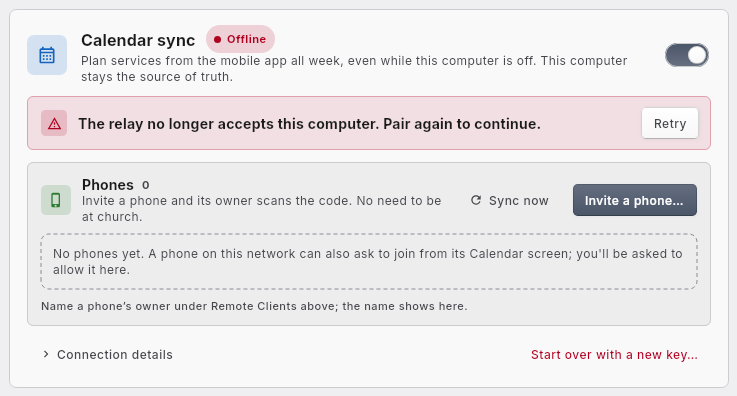 Calendar sync
Offline
Plan services from the mobile app all week, even while this computer is off. This computer
stays the source of truth.
The relay no longer accepts this computer. Pair again to continue.
Retry
Phones 0
Invite a phone and its owner scans the code. No need to be
at church.
Sync now
Invite a phone...
No phones yet. A phone on this network can also ask to join from its Calendar screen; you'll be asked to
allow it here.
Name a phone's owner under Remote Clients above; the name shows here.
Connection details
Start over with a new key...